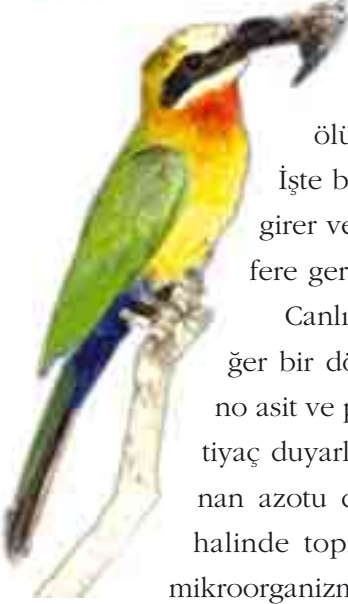 ölü
İşte b
girer ve
fere ger
Canlı
ğer bir dö
no asit ve p
tiyaç duyarl
nan azotu d
halinde top
mikroorganizm